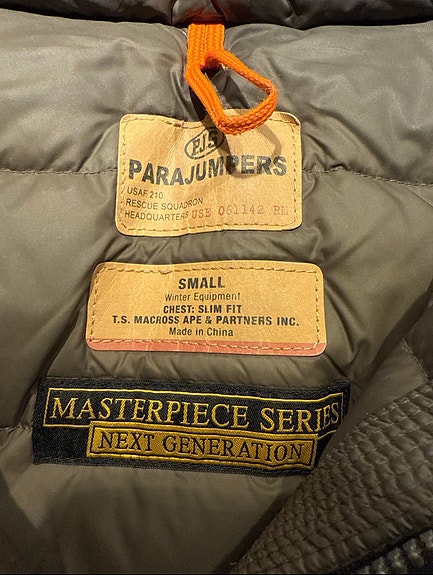 PJS
PARAJUMPERS
USAF 210
RESCUE SQUADRON
HEADQUARTERS USE 061142 RN
SMALL
Winter Equipment
CHEST: SLIM FIT
T.S. MACROSS APE & PARTNERS INC.
Made in China
MASTERPIECE SERIES
NEXT GENERATION